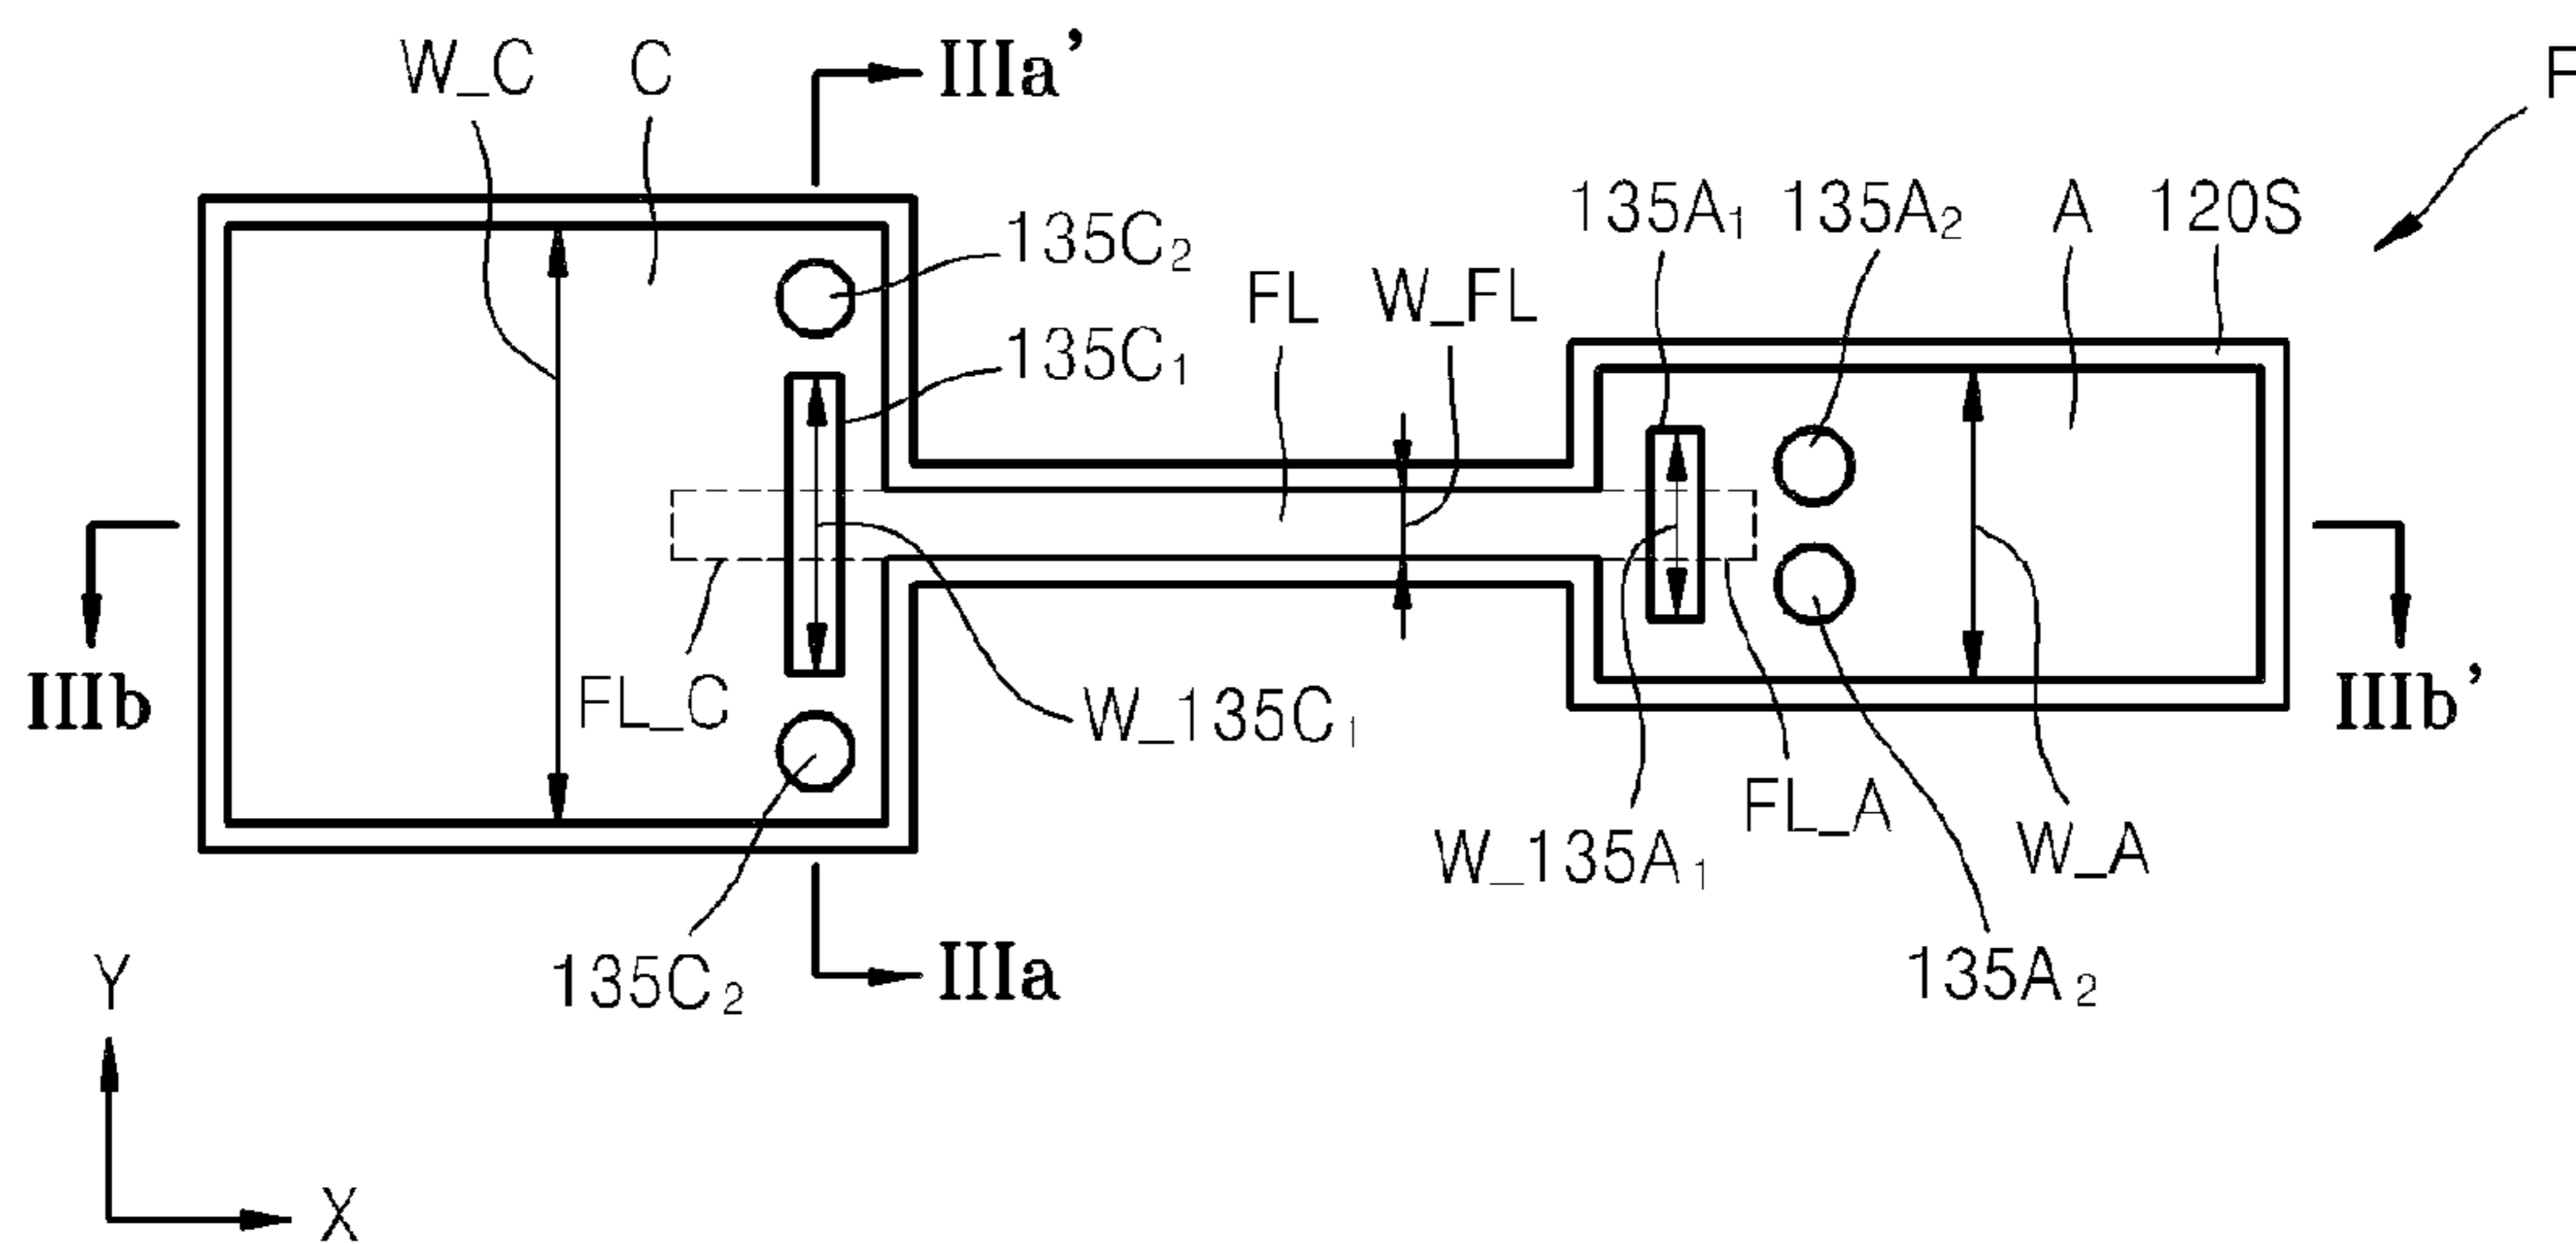 W_C
C
IIIa’
F
135C₂
135A₁
135A₂
A
120S
FL
W_FL
135C₁
IIIb
FL_C
W_135C₁
IIIb’
W_135A₁
FL_A
W_A
135C₂
IIIa
135A₂
Y
X